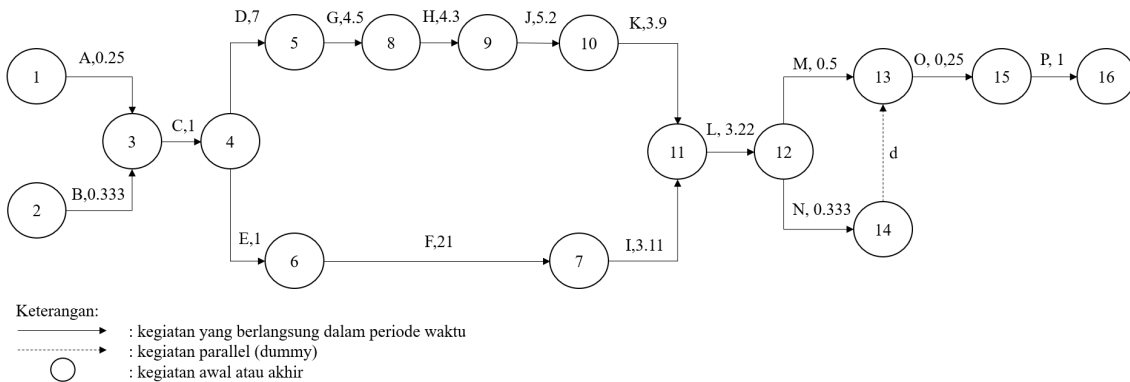 D,7
G,4.5
H,4.3
J,5.2
K,3.9
5
8
9
10
A,0.25
1
M, 0.5
13
O, 0,25
15
P, 1
16
3
C,1
4
11
L, 3.22
12
d
2
B,0.333
N, 0.333
14
E,1
6
F,21
7
I,3.11
Keterangan:
: kegiatan yang berlangsung dalam periode waktu
: kegiatan parallel (dummy)
: kegiatan awal atau akhir